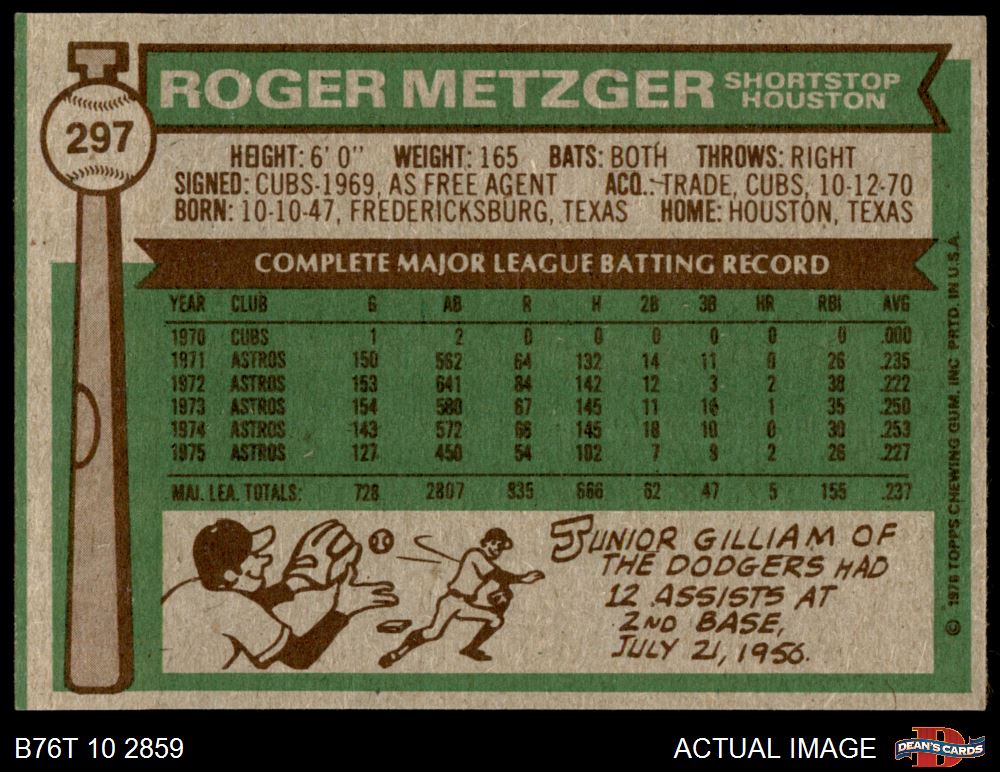 297
ROGER METZGER SHORTSTOP HOUSTON
HEIGHT: 6' 0" WEIGHT: 165 BATS: BOTH THROWS: RIGHT
SIGNED: CUBS-1969, AS FREE AGENT ACQ.: TRADE, CUBS, 10-12-70
BORN: 10-10-47, FREDERICKSBURG, TEXAS HOME: HOUSTON, TEXAS
COMPLETE MAJOR LEAGUE BATTING RECORD
YEAR CLUB G AB R H 2B 3B HR RBI AVG
1970 CUBS 1 2 0 0 0 0 0 0 .000
1971 ASTROS 150 562 64 132 14 11 0 26 .235
1972 ASTROS 153 641 84 142 12 3 2 38 .222
1973 ASTROS 154 580 67 145 11 14 1 35 .250
1974 ASTROS 143 572 66 145 18 10 0 30 .253
1975 ASTROS 127 450 54 102 7 9 2 26 .227
MAJ. LEA. TOTALS: 728 2807 335 666 62 47 5 155 .237
JUNIOR GILLIAM OF
THE DODGERS HAD
12 ASSISTS AT
2ND BASE,
JULY 21, 1956.
© 1976 TOPPS CHEWING GUM, INC PRTD. IN U.S.A.
B76T 10 2859
ACTUAL IMAGE
D
DEAN'S CARDS